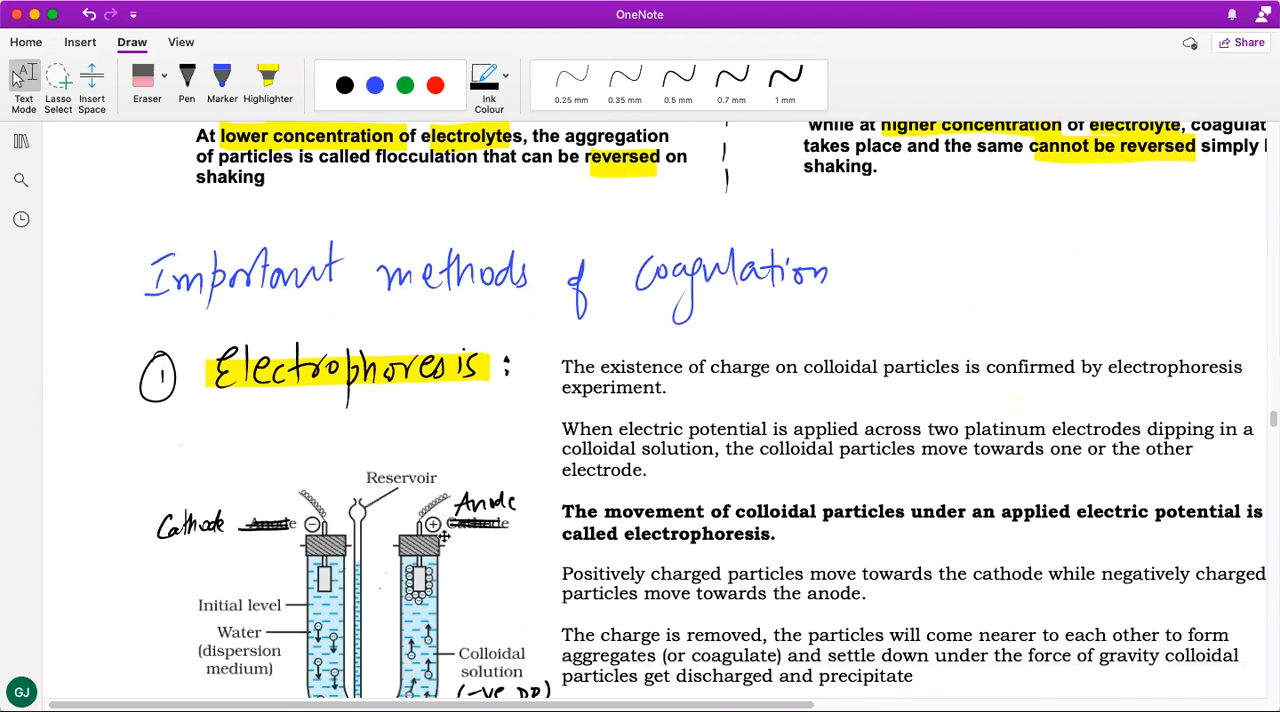 OneNote
Home Insert Draw View
Share
Text Mode
Lasso Select
Insert Space
Eraser
Pen
Marker
Highlighter
Ink Colour
0.25 mm
0.35 mm
0.5 mm
0.7 mm
1 mm
At lower concentration of electrolytes, the aggregation
of particles is called flocculation that can be reversed on
shaking
while at higher concentration of electrolyte, coagulat
takes place and the same cannot be reversed simply
shaking.
Important methods of Coagulation
1 Electrophoresis :
The existence of charge on colloidal particles is confirmed by electrophoresis
experiment.
When electric potential is applied across two platinum electrodes dipping in a
colloidal solution, the colloidal particles move towards one or the other
electrode.
The movement of colloidal particles under an applied electric potential is
called electrophoresis.
Positively charged particles move towards the cathode while negatively charged
particles move towards the anode.
The charge is removed, the particles will come nearer to each other to form
aggregates (or coagulate) and settle down under the force of gravity colloidal
particles get discharged and precipitate
Reservoir
Anode
Cathode Anode − + Cathode
Initial level
Water
(dispersion
medium)
Colloidal
solution
(-ve DP)
GJ